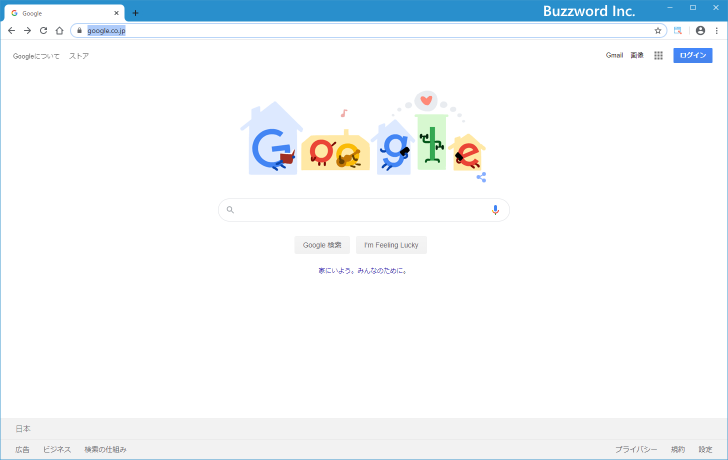 Buzzword Inc.
Google
google.co.jp
Googleについて ストア
Gmail 画像 ログイン
Google
Google 検索 I'm Feeling Lucky
家にいよう。みんなのために。
日本
広告 ビジネス 検索の仕組み
プライバシー 規約 設定